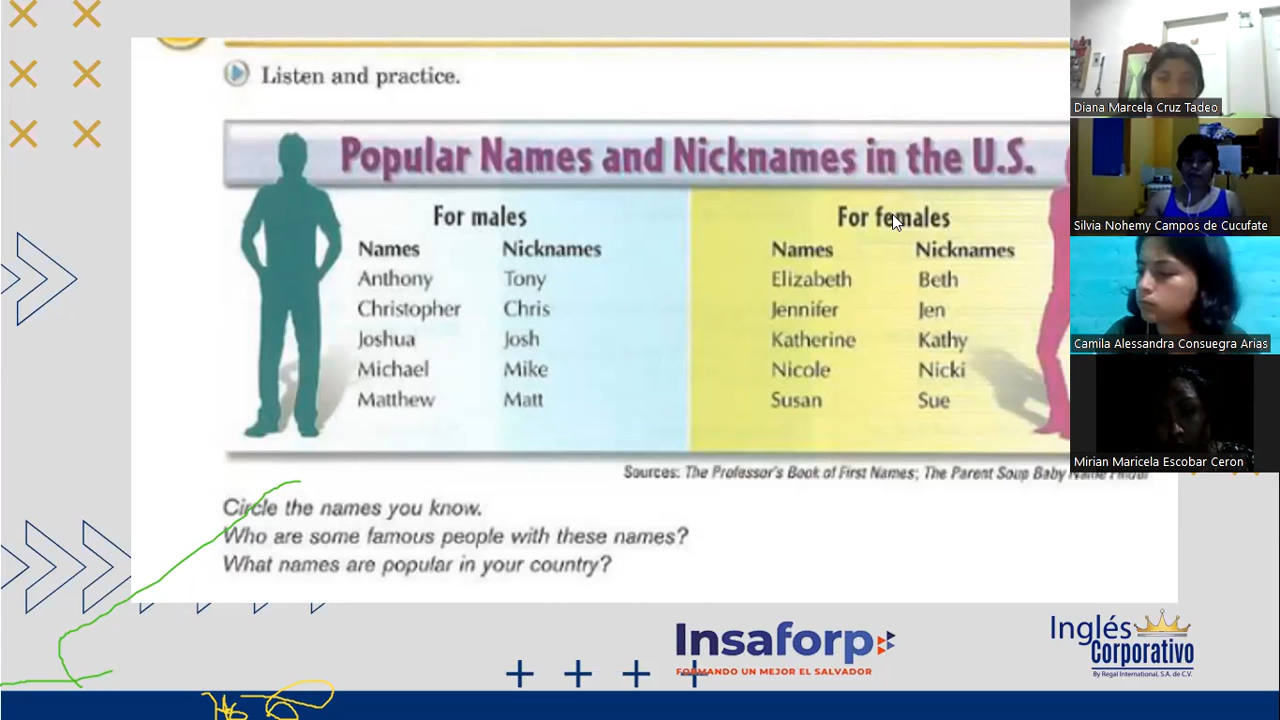 Listen and practice.
Popular Names and Nicknames in the U.S.
For males
Names Nicknames
Anthony Tony
Christopher Chris
Joshua Josh
Michael Mike
Matthew Matt
For females
Names Nicknames
Elizabeth Beth
Jennifer Jen
Katherine Kathy
Nicole Nicki
Susan Sue
Sources: The Professor's Book of First Names; The Parent Soup Baby Name
Circle the names you know.
Who are some famous people with these names?
What names are popular in your country?
Insaforp
FORMANDO UN MEJOR EL SALVADOR
Inglés
Corporativo
By Regal International, S.A. de C.V.
Diana Marcela Cruz Tadeo
Silvia Nohemy Campos de Cucufate
Camila Alessandra Consuegra Arias
Mirian Maricela Escobar Ceron